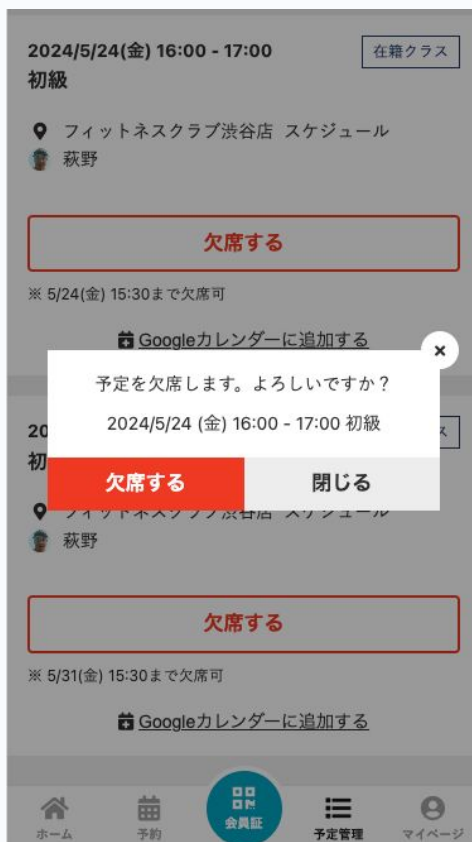 2024/5/24(金) 16:00 - 17:00
在籍クラス
初級
フィットネスクラブ渋谷店 スケジュール
萩野
欠席する
※ 5/24(金) 15:30まで欠席可
Googleカレンダーに追加する
×
予定を欠席します。よろしいですか？
2024/5/24 (金) 16:00 - 17:00 初級
欠席する
閉じる
萩野
欠席する
※ 5/31(金) 15:30まで欠席可
Googleカレンダーに追加する
ホーム
予約
会員証
予定管理
マイページ